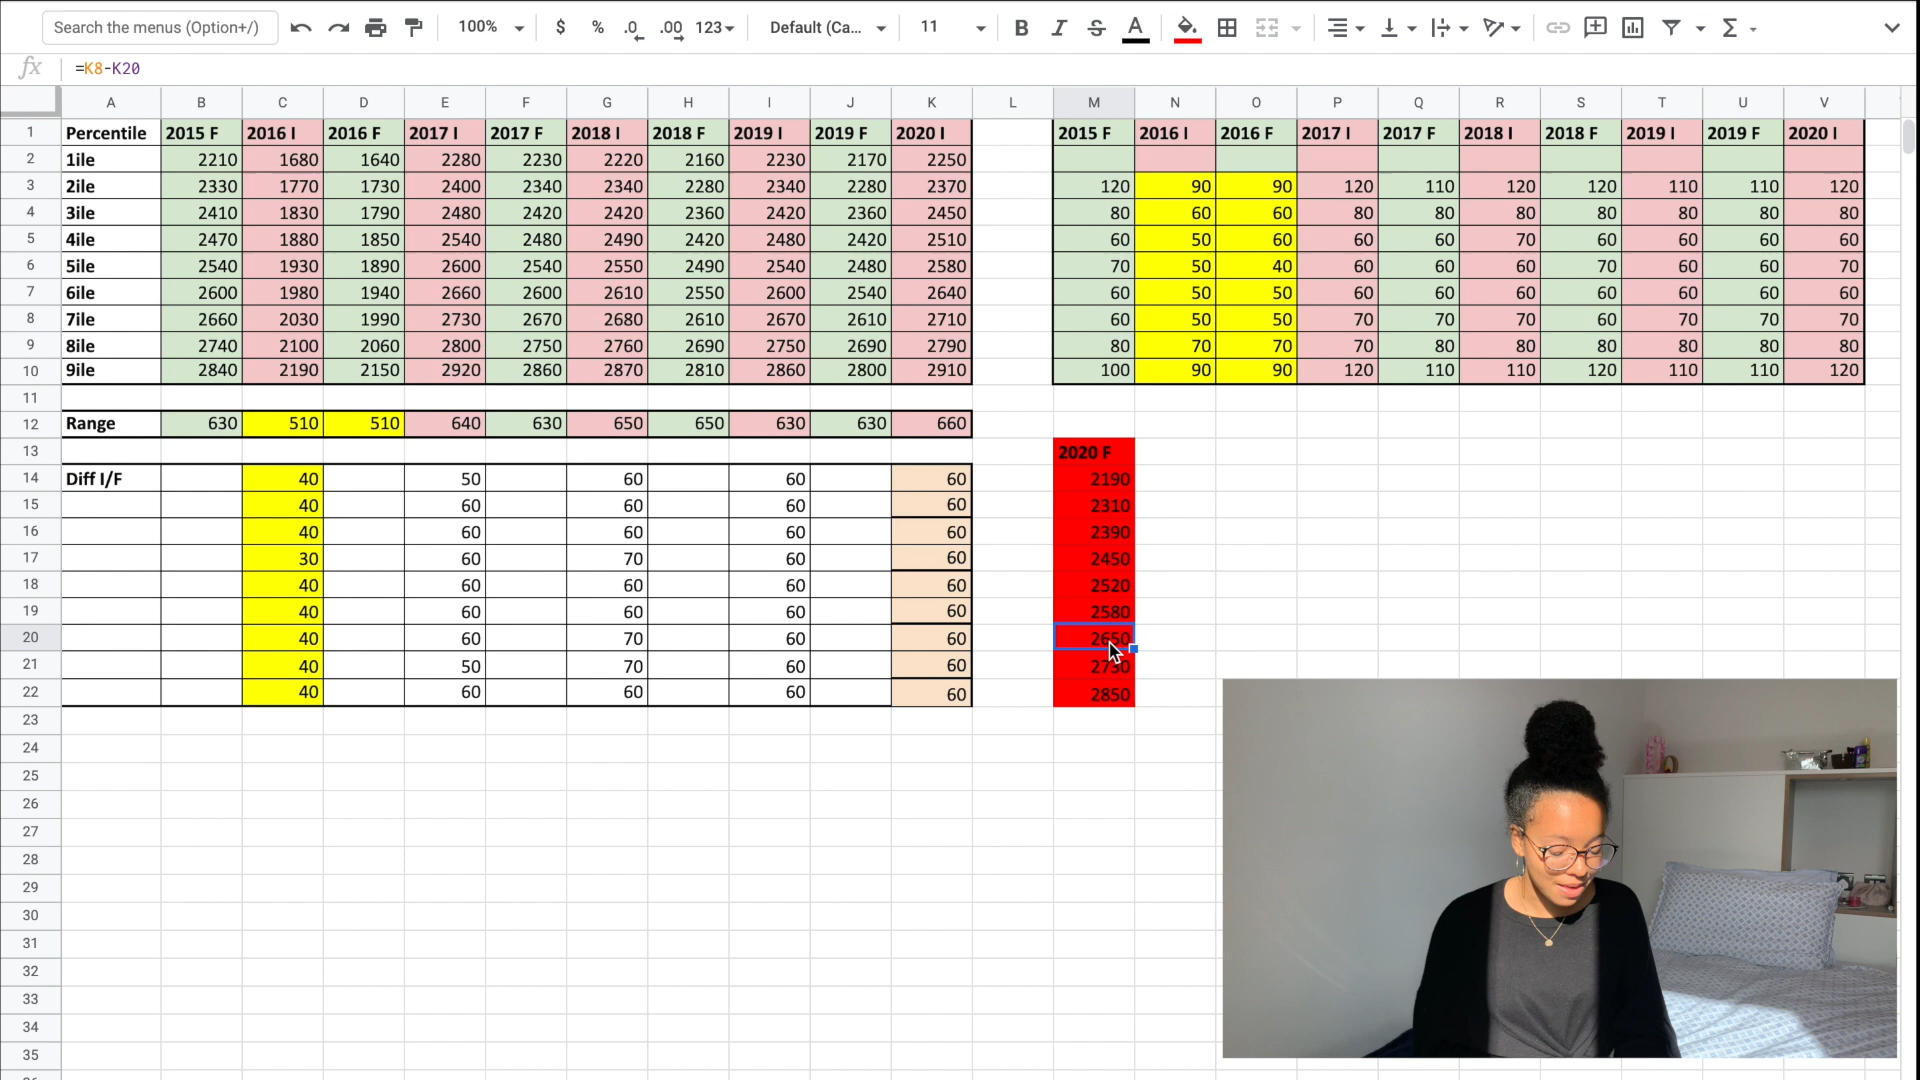 Search the menus (Option+/) 100% $ % .0 .00 123 Default (Ca... 11 B I S A Σ
fx =K8-K20
A B C D E F G H I J K L M N O P Q R S T U V
1 Percentile 2015 F 2016 I 2016 F 2017 I 2017 F 2018 I 2018 F 2019 I 2019 F 2020 I 2015 F 2016 I 2016 F 2017 I 2017 F 2018 I 2018 F 2019 I 2019 F 2020 I
2 1ile 2210 1680 1640 2280 2230 2220 2160 2230 2170 2250
3 2ile 2330 1770 1730 2400 2340 2340 2280 2340 2280 2370 120 90 90 120 110 120 120 110 110 120
4 3ile 2410 1830 1790 2480 2420 2420 2360 2420 2360 2450 80 60 60 80 80 80 80 80 80 80
5 4ile 2470 1880 1850 2540 2480 2490 2420 2480 2420 2510 60 50 60 60 60 70 60 60 60 60
6 5ile 2540 1930 1890 2600 2540 2550 2490 2540 2480 2580 70 50 40 60 60 60 70 60 60 70
7 6ile 2600 1980 1940 2660 2600 2610 2550 2600 2540 2640 60 50 50 60 60 60 60 60 60 60
8 7ile 2660 2030 1990 2730 2670 2680 2610 2670 2610 2710 60 50 50 70 70 70 60 70 70 70
9 8ile 2740 2100 2060 2800 2750 2760 2690 2750 2690 2790 80 70 70 70 80 80 80 80 80 80
10 9ile 2840 2190 2150 2920 2860 2870 2810 2860 2800 2910 100 90 90 120 110 110 120 110 110 120
11
12 Range 630 510 510 640 630 650 650 630 630 660
13 2020 F
14 Diff I/F 40 50 60 60 60 2190
15 40 60 60 60 60 2310
16 40 60 60 60 60 2390
17 30 60 70 60 60 2450
18 40 60 60 60 60 2520
19 40 60 60 60 60 2580
20 40 60 70 60 60 2650
21 40 50 70 60 60 2730
22 40 60 60 60 60 2850
23
24
25
26
27
28
29
30
31
32
33
34
35